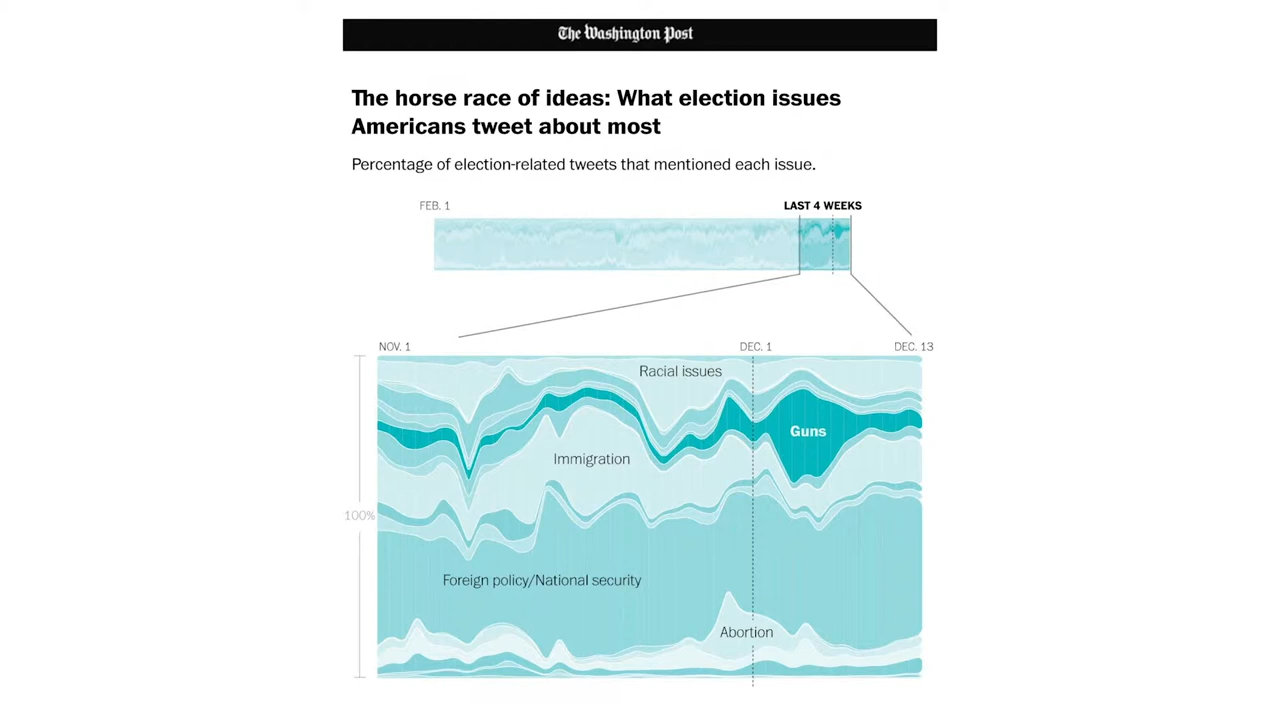 The Washington Post
The horse race of ideas: What election issues
Americans tweet about most
Percentage of election-related tweets that mentioned each issue.
FEB. 1
LAST 4 WEEKS
NOV. 1
DEC. 1
DEC. 13
Racial issues
Guns
Immigration
100%
Foreign policy/National security
Abortion